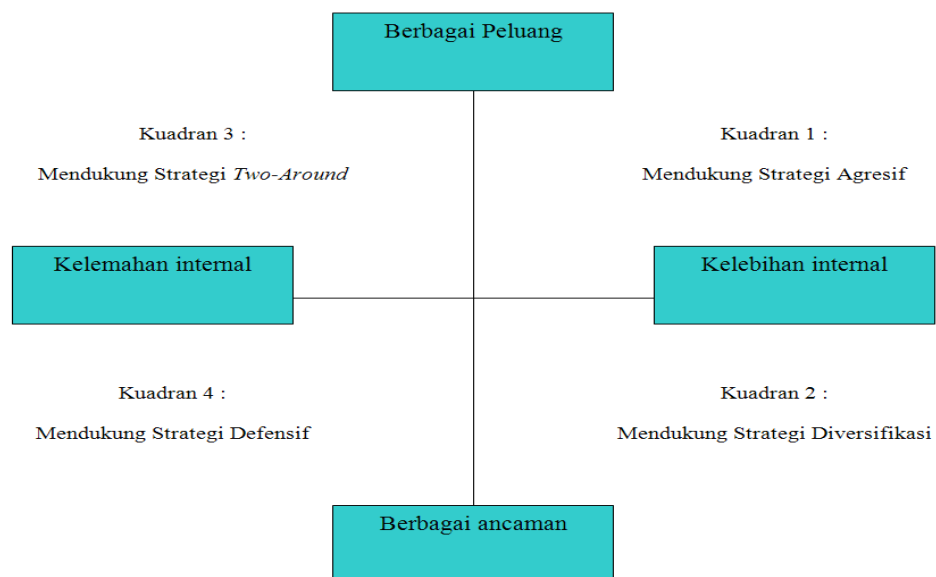 Berbagai Peluang
Kuadran 3 :
Mendukung Strategi Two-Around
Kuadran 1 :
Mendukung Strategi Agresif
Kelemahan internal
Kelebihan internal
Kuadran 4 :
Mendukung Strategi Defensif
Kuadran 2 :
Mendukung Strategi Diversifikasi
Berbagai ancaman